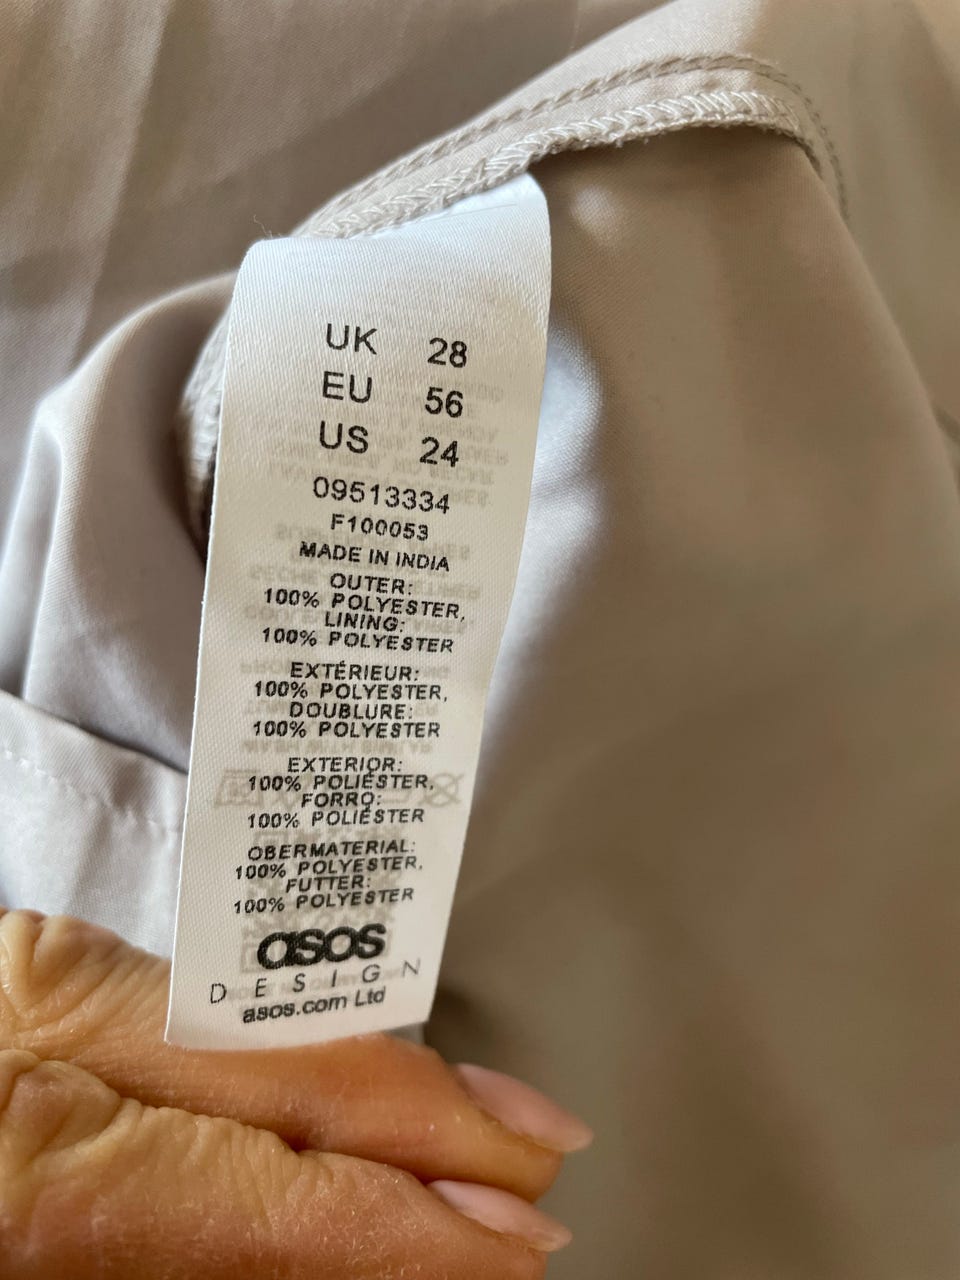 UK 28
EU 56
US 24
09513334
F100053
MADE IN INDIA
OUTER:
100% POLYESTER,
LINING:
100% POLYESTER
EXTÉRIEUR:
100% POLYESTER,
DOUBLURE:
100% POLYESTER
EXTERIOR:
100% POLIÉSTER,
FORRO:
100% POLIÉSTER
OBERMATERIAL:
100% POLYESTER,
FUTTER:
100% POLYESTER
asos
DESIGN
asos.com Ltd